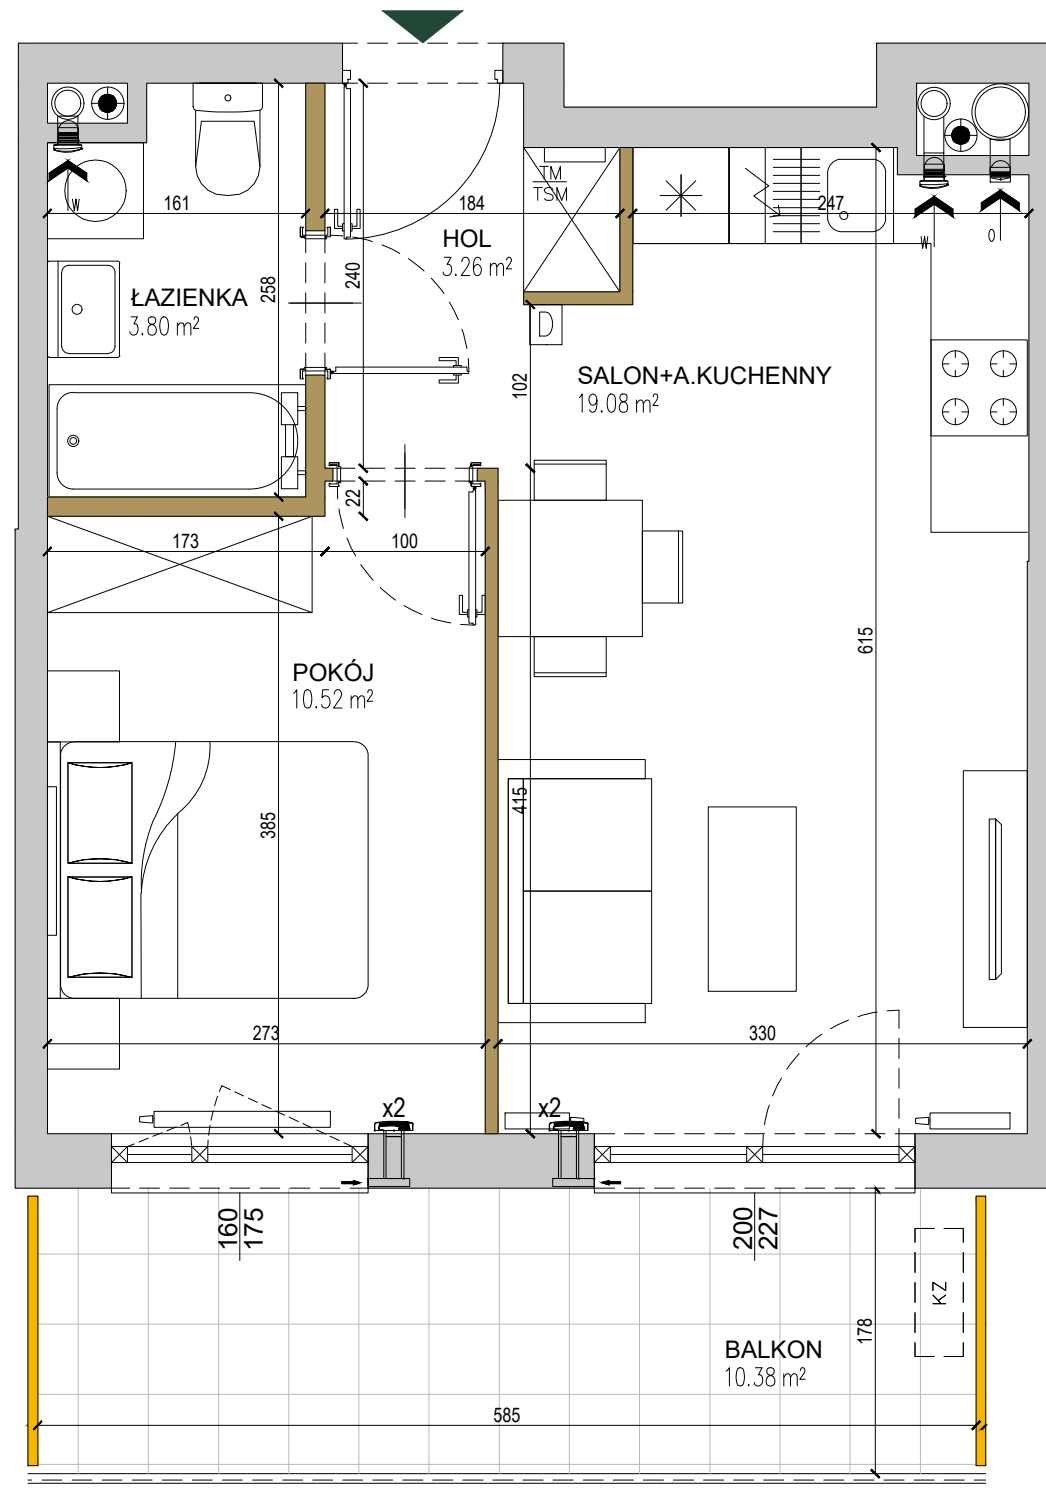 TM
TSM
161
184
247
W
W
0
HOL
3.26 m²
240
258
ŁAZIENKA
3.80 m²
D
102
SALON+A.KUCHENNY
19.08 m²
22
173
100
615
POKÓJ
10.52 m²
415
385
273
330
x2
x2
160
175
200
227
KZ
178
BALKON
10.38 m²
585